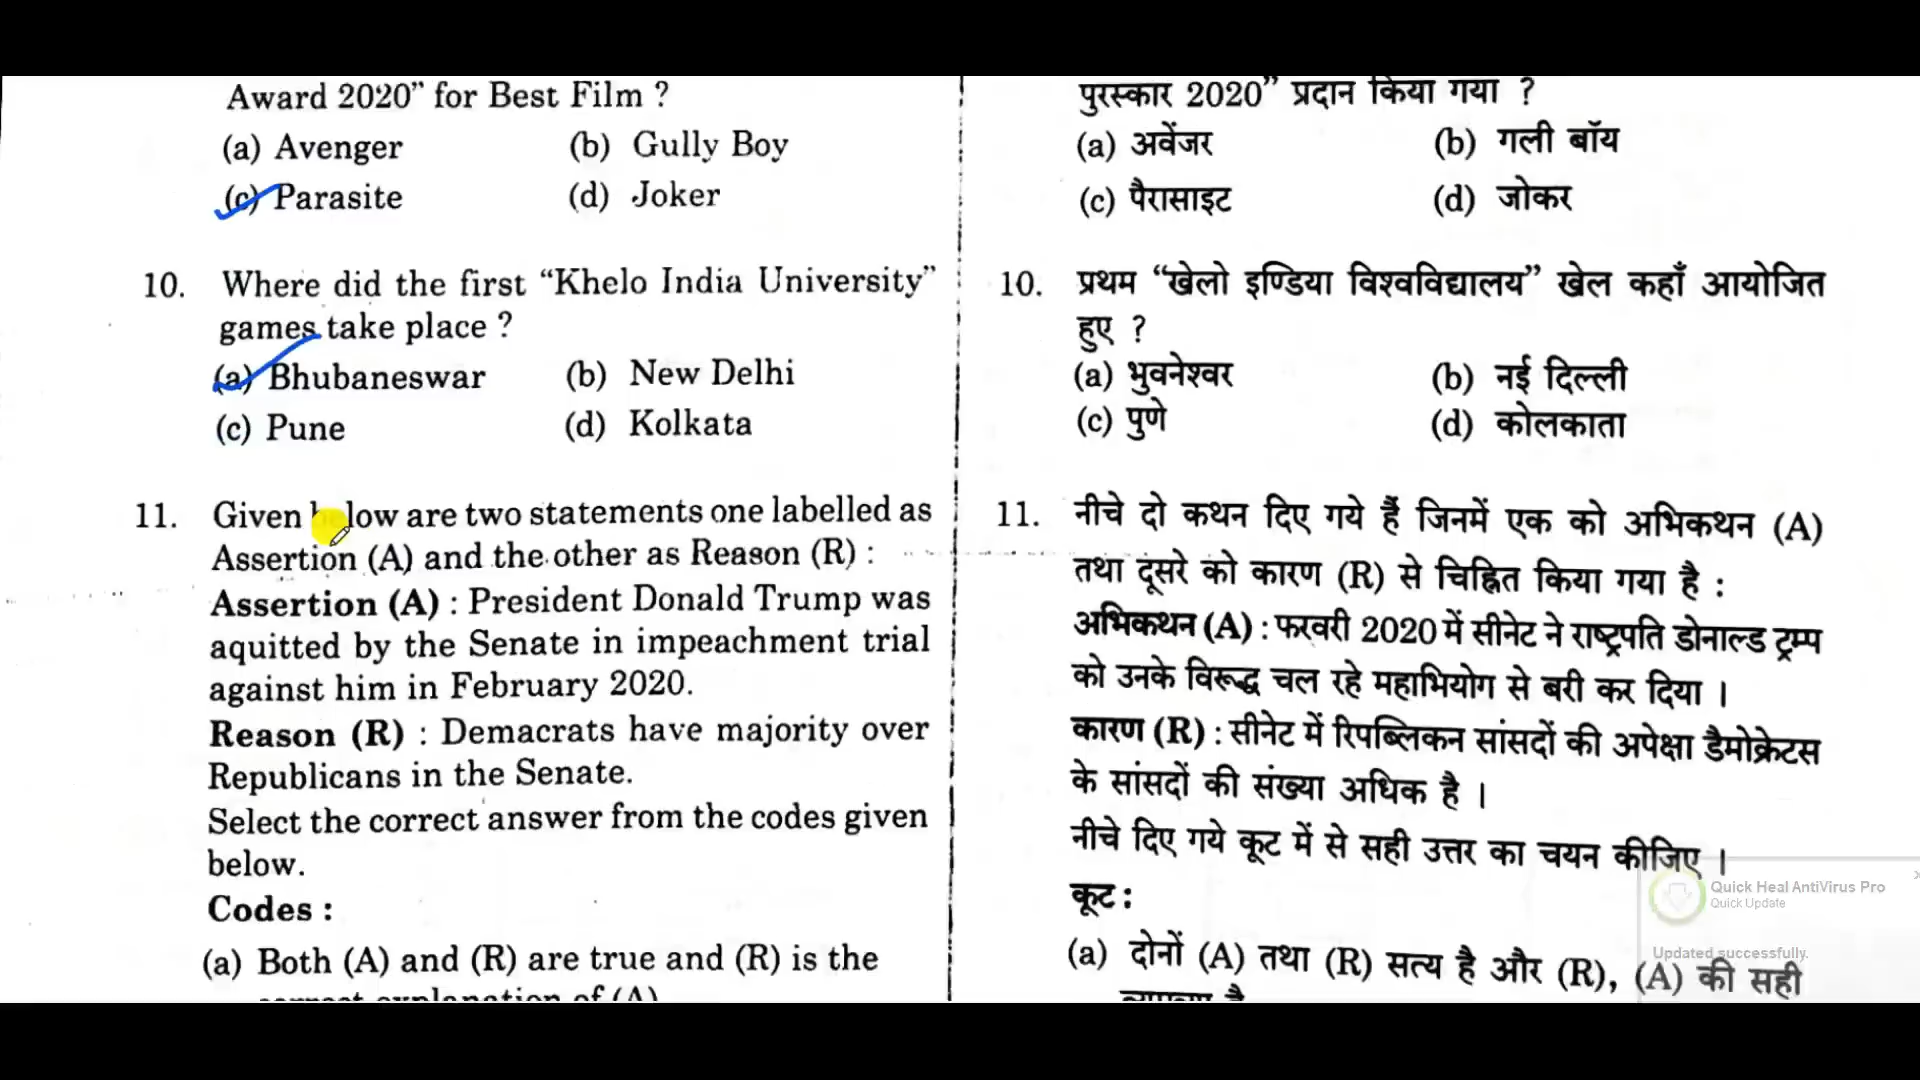 Award 2020” for Best Film ?
(a) Avenger (b) Gully Boy
(c) Parasite (d) Joker
10. Where did the first “Khelo India University”
games take place ?
(a) Bhubaneswar (b) New Delhi
(c) Pune (d) Kolkata
11. Given below are two statements one labelled as
Assertion (A) and the other as Reason (R) :
Assertion (A) : President Donald Trump was
aquitted by the Senate in impeachment trial
against him in February 2020.
Reason (R) : Demacrats have majority over
Republicans in the Senate.
Select the correct answer from the codes given
below.
Codes :
(a) Both (A) and (R) are true and (R) is the
correct explanation of (A)
पुरस्कार 2020” प्रदान किया गया ?
(a) अवेंजर (b) गली बॉय
(c) पैरासाइट (d) जोकर
10. प्रथम “खेलो इण्डिया विश्वविद्यालय” खेल कहाँ आयोजित
हुए ?
(a) भुवनेश्वर (b) नई दिल्ली
(c) पुणे (d) कोलकाता
11. नीचे दो कथन दिए गये हैं जिनमें एक को अभिकथन (A)
तथा दूसरे को कारण (R) से चिह्नित किया गया है :
अभिकथन (A) : फरवरी 2020 में सीनेट ने राष्ट्रपति डोनाल्ड ट्रम्प
को उनके विरूद्ध चल रहे महाभियोग से बरी कर दिया ।
कारण (R) : सीनेट में रिपब्लिकन सांसदों की अपेक्षा डैमोक्रेटस
के सांसदों की संख्या अधिक है ।
नीचे दिए गये कूट में से सही उत्तर का चयन कीजिए ।
कूट :
(a) दोनों (A) तथा (R) सत्य है और (R), (A) की सही
व्याख्या है
Quick Heal AntiVirus Pro
Quick Update
Updated successfully.